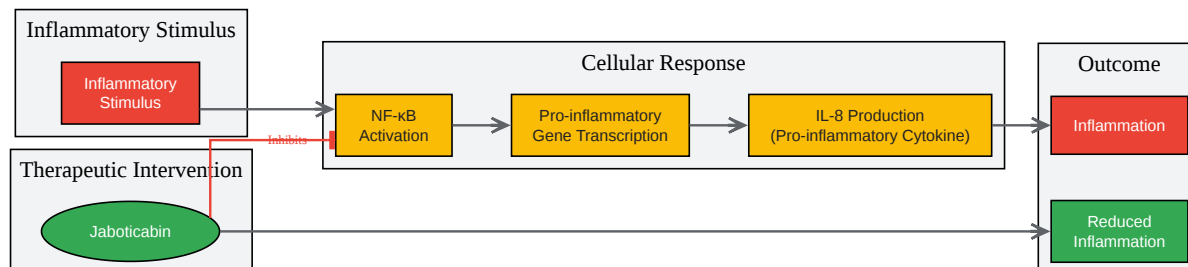 Inflammatory Stimulus
Inflammatory
Stimulus
Cellular Response
NF-κB
Activation
Pro-inflammatory
Gene Transcription
IL-8 Production
(Pro-inflammatory Cytokine)
Outcome
Inflammation
Inhibits
Therapeutic Intervention
Jaboticabin
Reduced
Inflammation